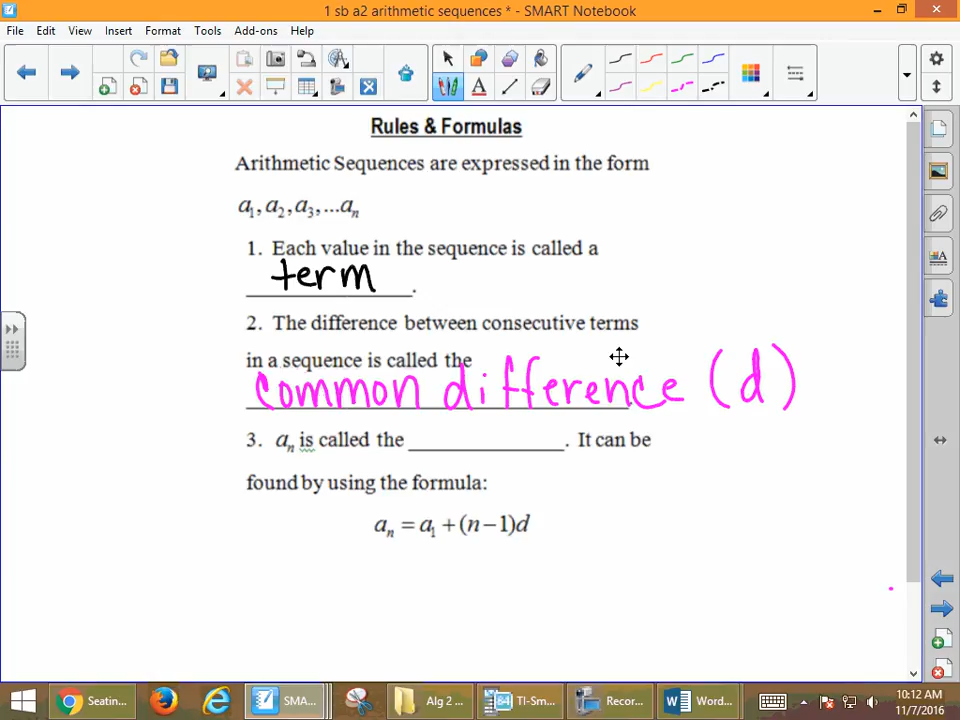 1 sb a2 arithmetic sequences * - SMART Notebook
File Edit View Insert Format Tools Add-ons Help
Rules & Formulas
Arithmetic Sequences are expressed in the form
a₁, a₂, a₃, ...aₙ
1. Each value in the sequence is called a
term
____________.
2. The difference between consecutive terms
in a sequence is called the
common difference (d)
3. aₙ is called the ____________. It can be
found by using the formula:
aₙ = a₁ + (n−1)d
Seatin... SMA... Alg 2 ... TI-Sm... Recor... Word...
10:12 AM
11/7/2016